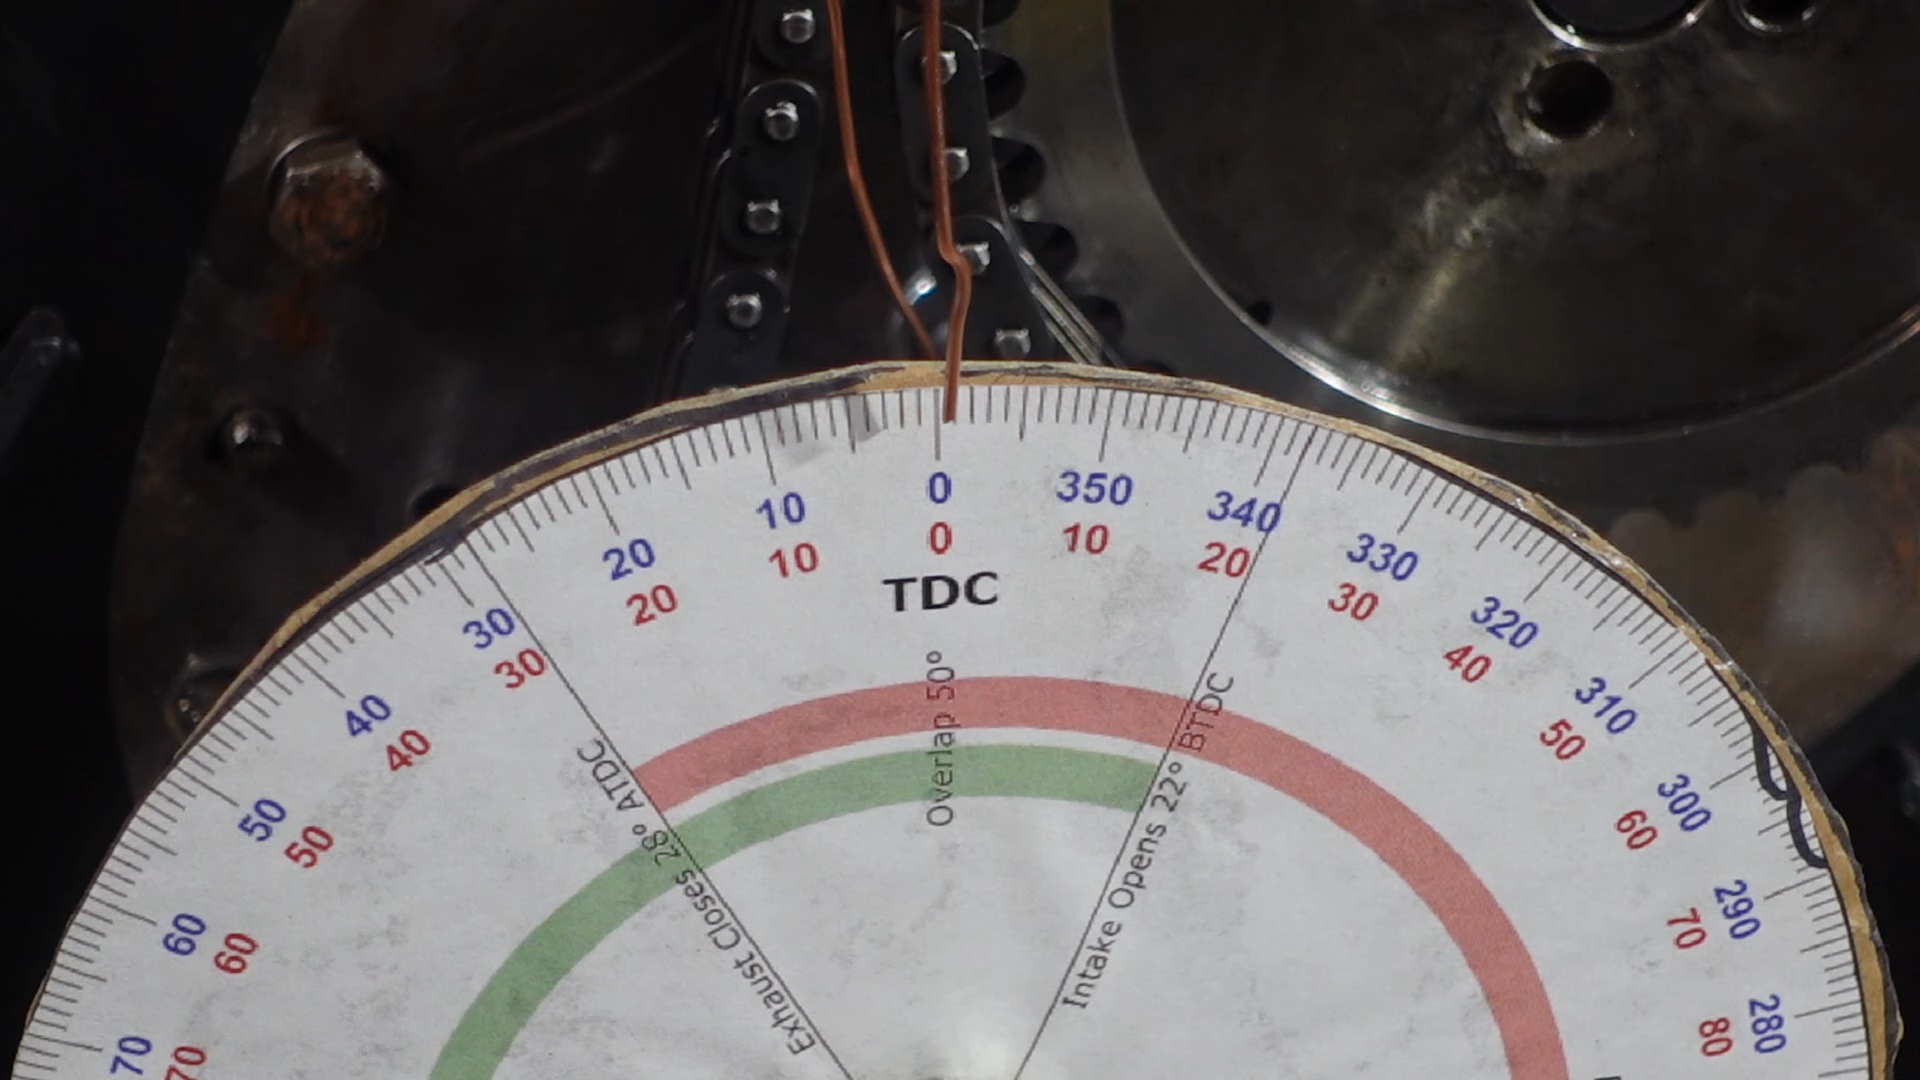 70 60 50 40 30 20 10 0 350 340 330 320 310 300 290 280
70 60 50 40 30 20 10 0 10 20 30 40 50 60 70 80
TDC
Overlap 50°
Exhaust Closes 28° ATDC
Intake Opens 22° BTDC